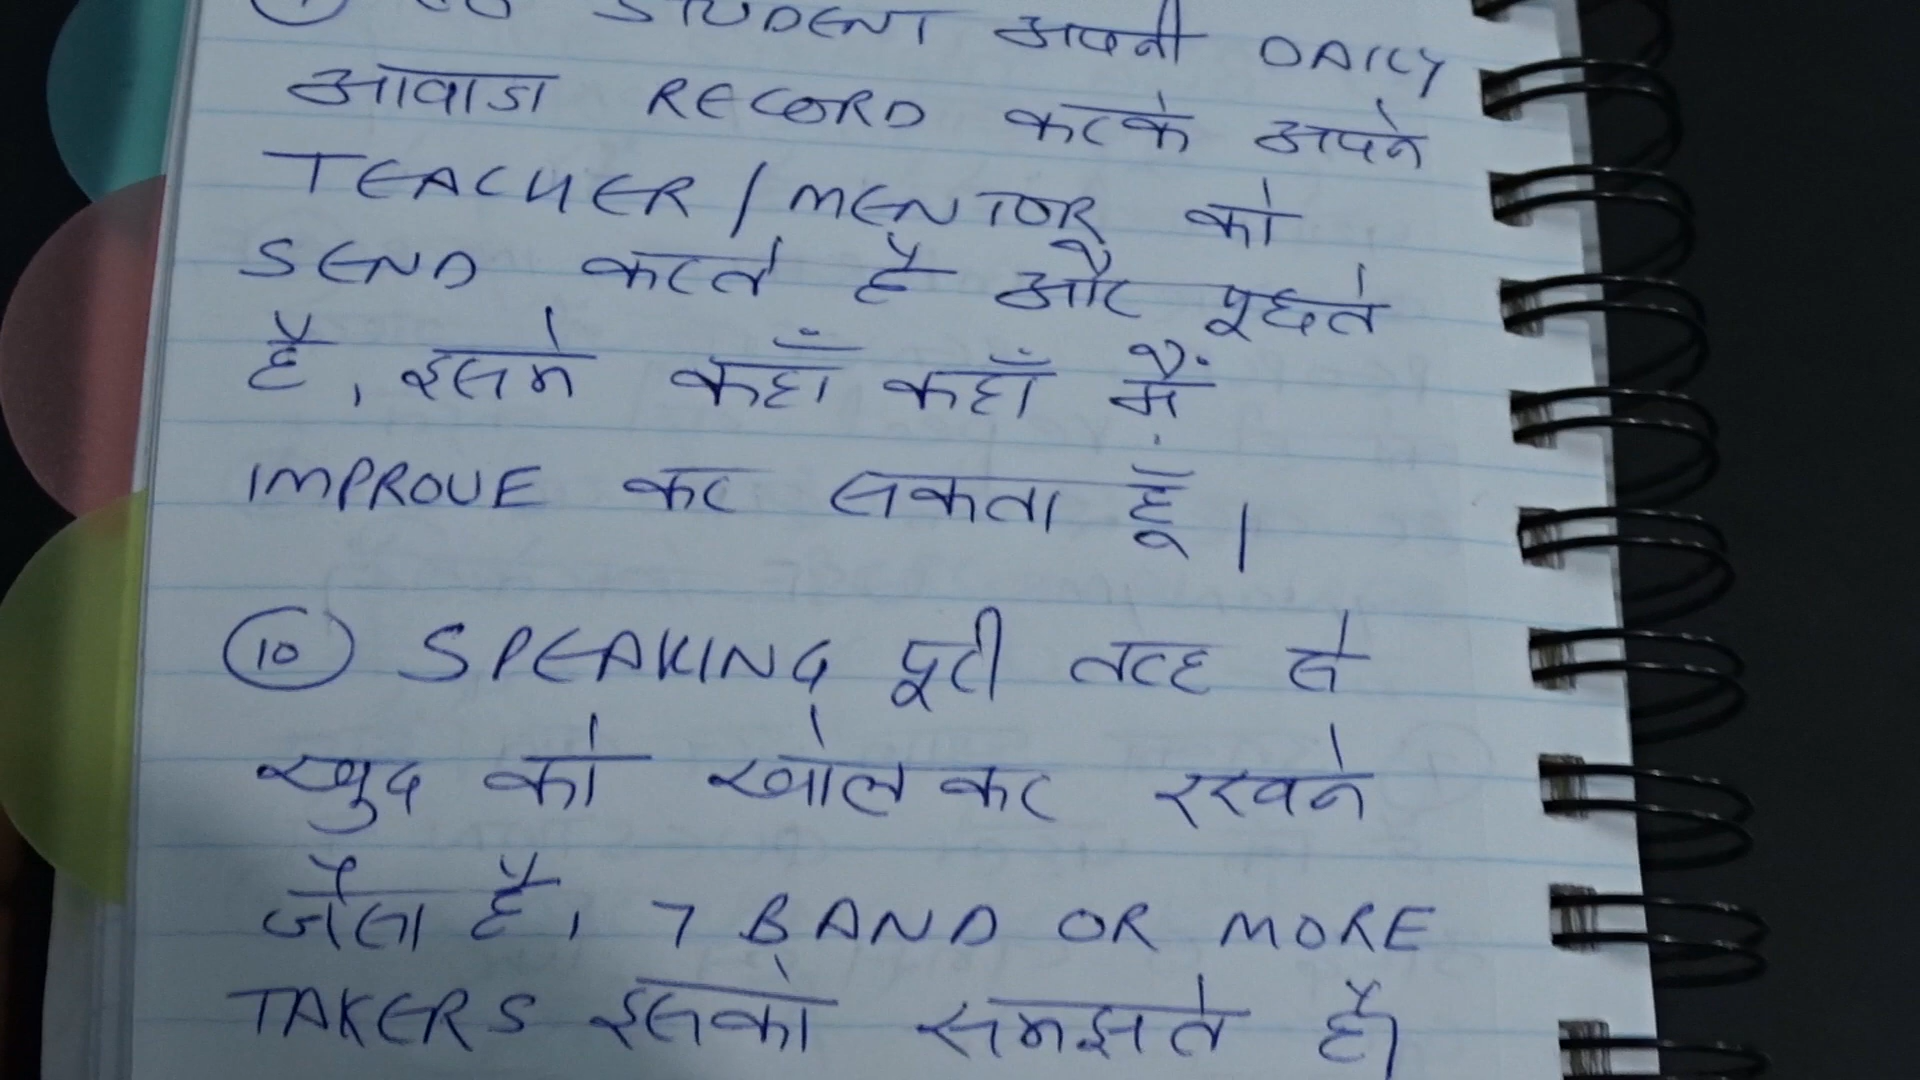 STUDENT अपनी DAILY
आवाज RECORD करके अपने
TEACHER/MENTOR को
SEND करते है और पूछते
है, इसमे कहाँ कहाँ मैं
IMPROVE कर सकता हूँ।
10 SPEAKING पूरी तरह से
खुद को खोल कर रखने
जैसा है, 7 BAND OR MORE
TAKERS इसको समझते है।